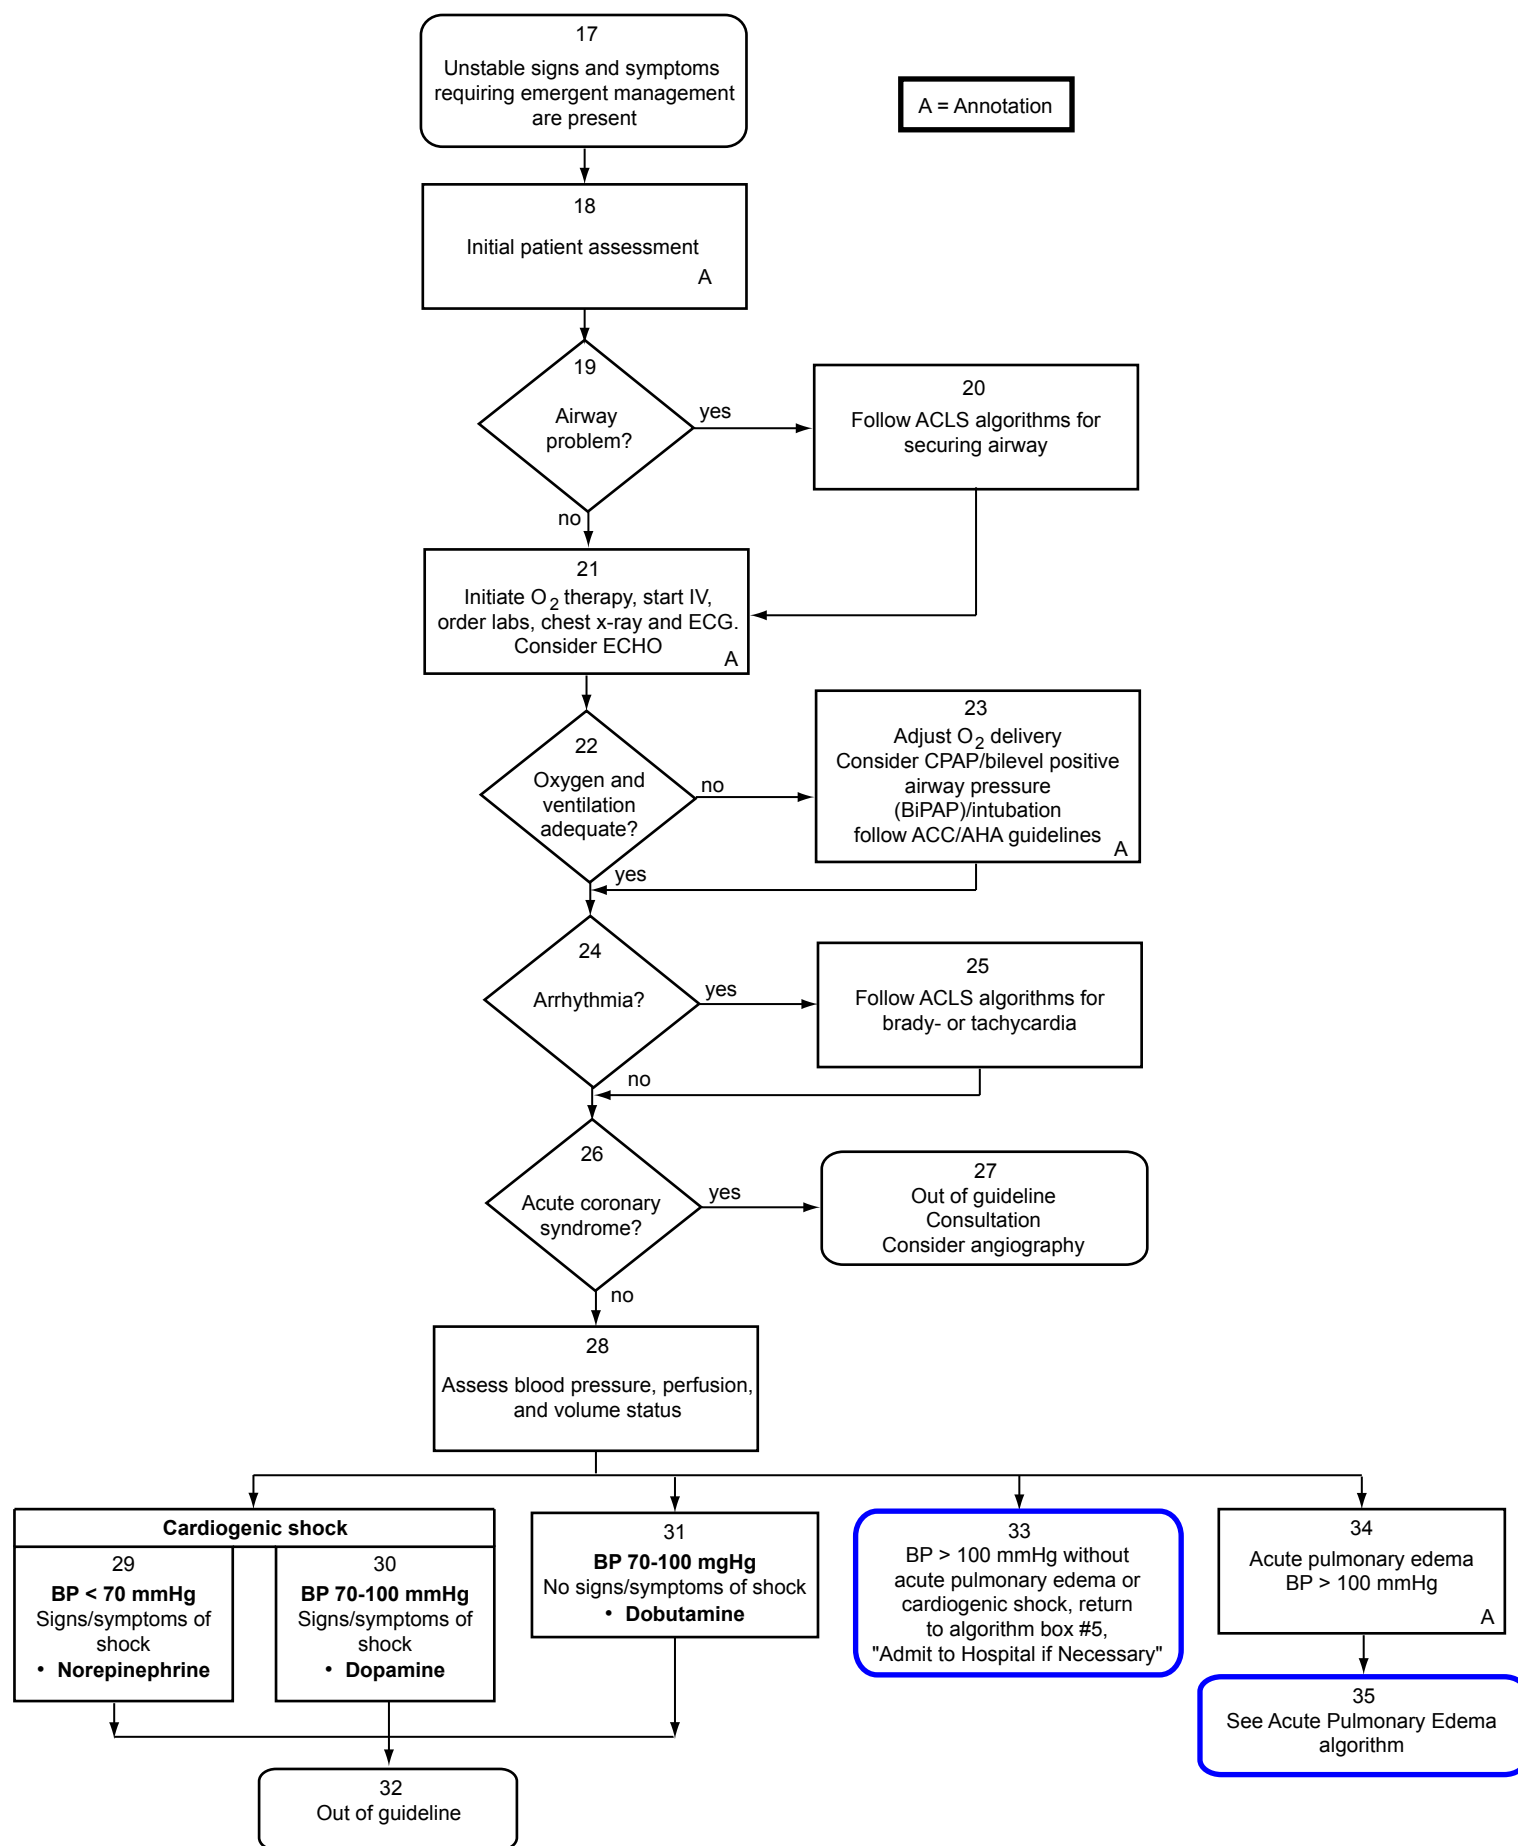 17
Unstable signs and symptoms
requiring emergent management
are present
A = Annotation
18
Initial patient assessment
A
19
Airway
problem?
yes
no
20
Follow ACLS algorithms for
securing airway
21
Initiate O2 therapy, start IV,
order labs, chest x-ray and ECG.
Consider ECHO
A
22
Oxygen and
ventilation
adequate?
no
yes
23
Adjust O2 delivery
Consider CPAP/bilevel positive
airway pressure
(BiPAP)/intubation
follow ACC/AHA guidelines
A
24
Arrhythmia?
yes
no
25
Follow ACLS algorithms for
brady- or tachycardia
26
Acute coronary
syndrome?
yes
no
27
Out of guideline
Consultation
Consider angiography
28
Assess blood pressure, perfusion,
and volume status
Cardiogenic shock
29
BP < 70 mmHg
Signs/symptoms of
shock
• Norepinephrine
30
BP 70-100 mmHg
Signs/symptoms of
shock
• Dopamine
31
BP 70-100 mgHg
No signs/symptoms of shock
• Dobutamine
33
BP > 100 mmHg without
acute pulmonary edema or
cardiogenic shock, return
to algorithm box #5,
"Admit to Hospital if Necessary"
34
Acute pulmonary edema
BP > 100 mmHg
A
35
See Acute Pulmonary Edema
algorithm
32
Out of guideline